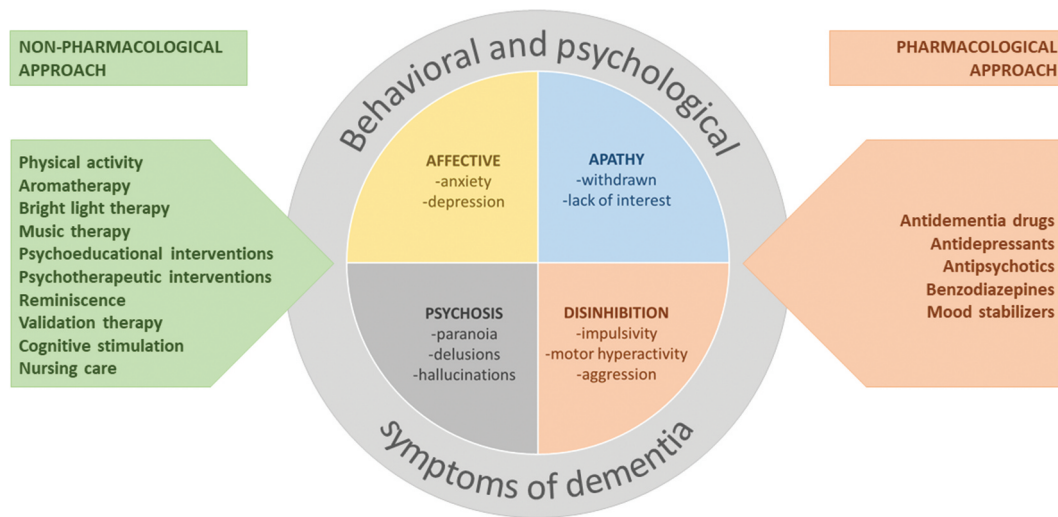 NON-PHARMACOLOGICAL
APPROACH
Physical activity
Aromatherapy
Bright light therapy
Music therapy
Psychoeducational interventions
Psychotherapeutic interventions
Reminiscence
Validation therapy
Cognitive stimulation
Nursing care
Behavioral and psychological
symptoms of dementia
AFFECTIVE
-anxiety
-depression
APATHY
-withdrawn
-lack of interest
PSYCHOSIS
-paranoia
-delusions
-hallucinations
DISINHIBITION
-impulsivity
-motor hyperactivity
-aggression
PHARMACOLOGICAL
APPROACH
Antidementia drugs
Antidepressants
Antipsychotics
Benzodiazepines
Mood stabilizers